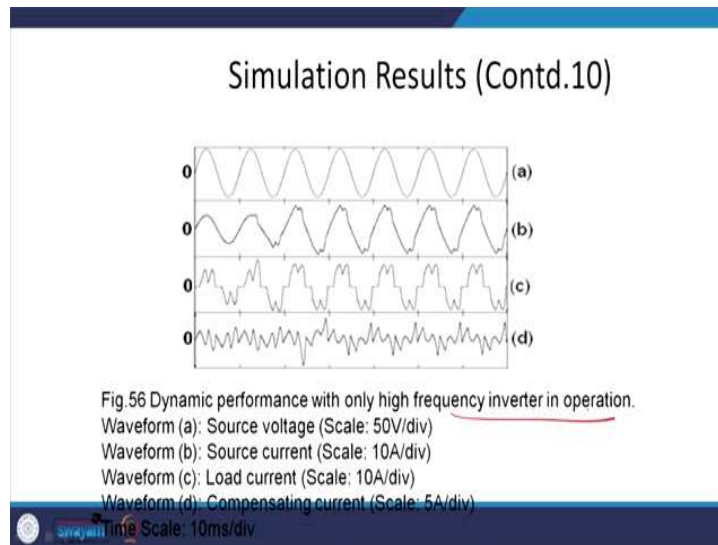 Simulation Results (Contd.10)
0 (a)
0 (b)
0 (c)
0 (d)
Fig.56 Dynamic performance with only high frequency inverter in operation.
Waveform (a): Source voltage (Scale: 50V/div)
Waveform (b): Source current (Scale: 10A/div)
Waveform (c): Load current (Scale: 10A/div)
Waveform (d): Compensating current (Scale: 5A/div)
swayam Time Scale: 10ms/div